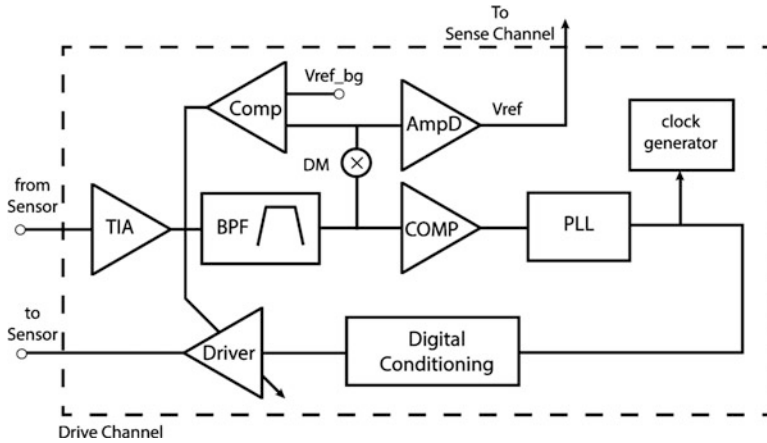 To
Sense Channel
Vref_bg
Comp
AmpD
Vref
clock
generator
DM
from
Sensor
TIA
BPF
COMP
PLL
to
Sensor
Driver
Digital
Conditioning
Drive Channel